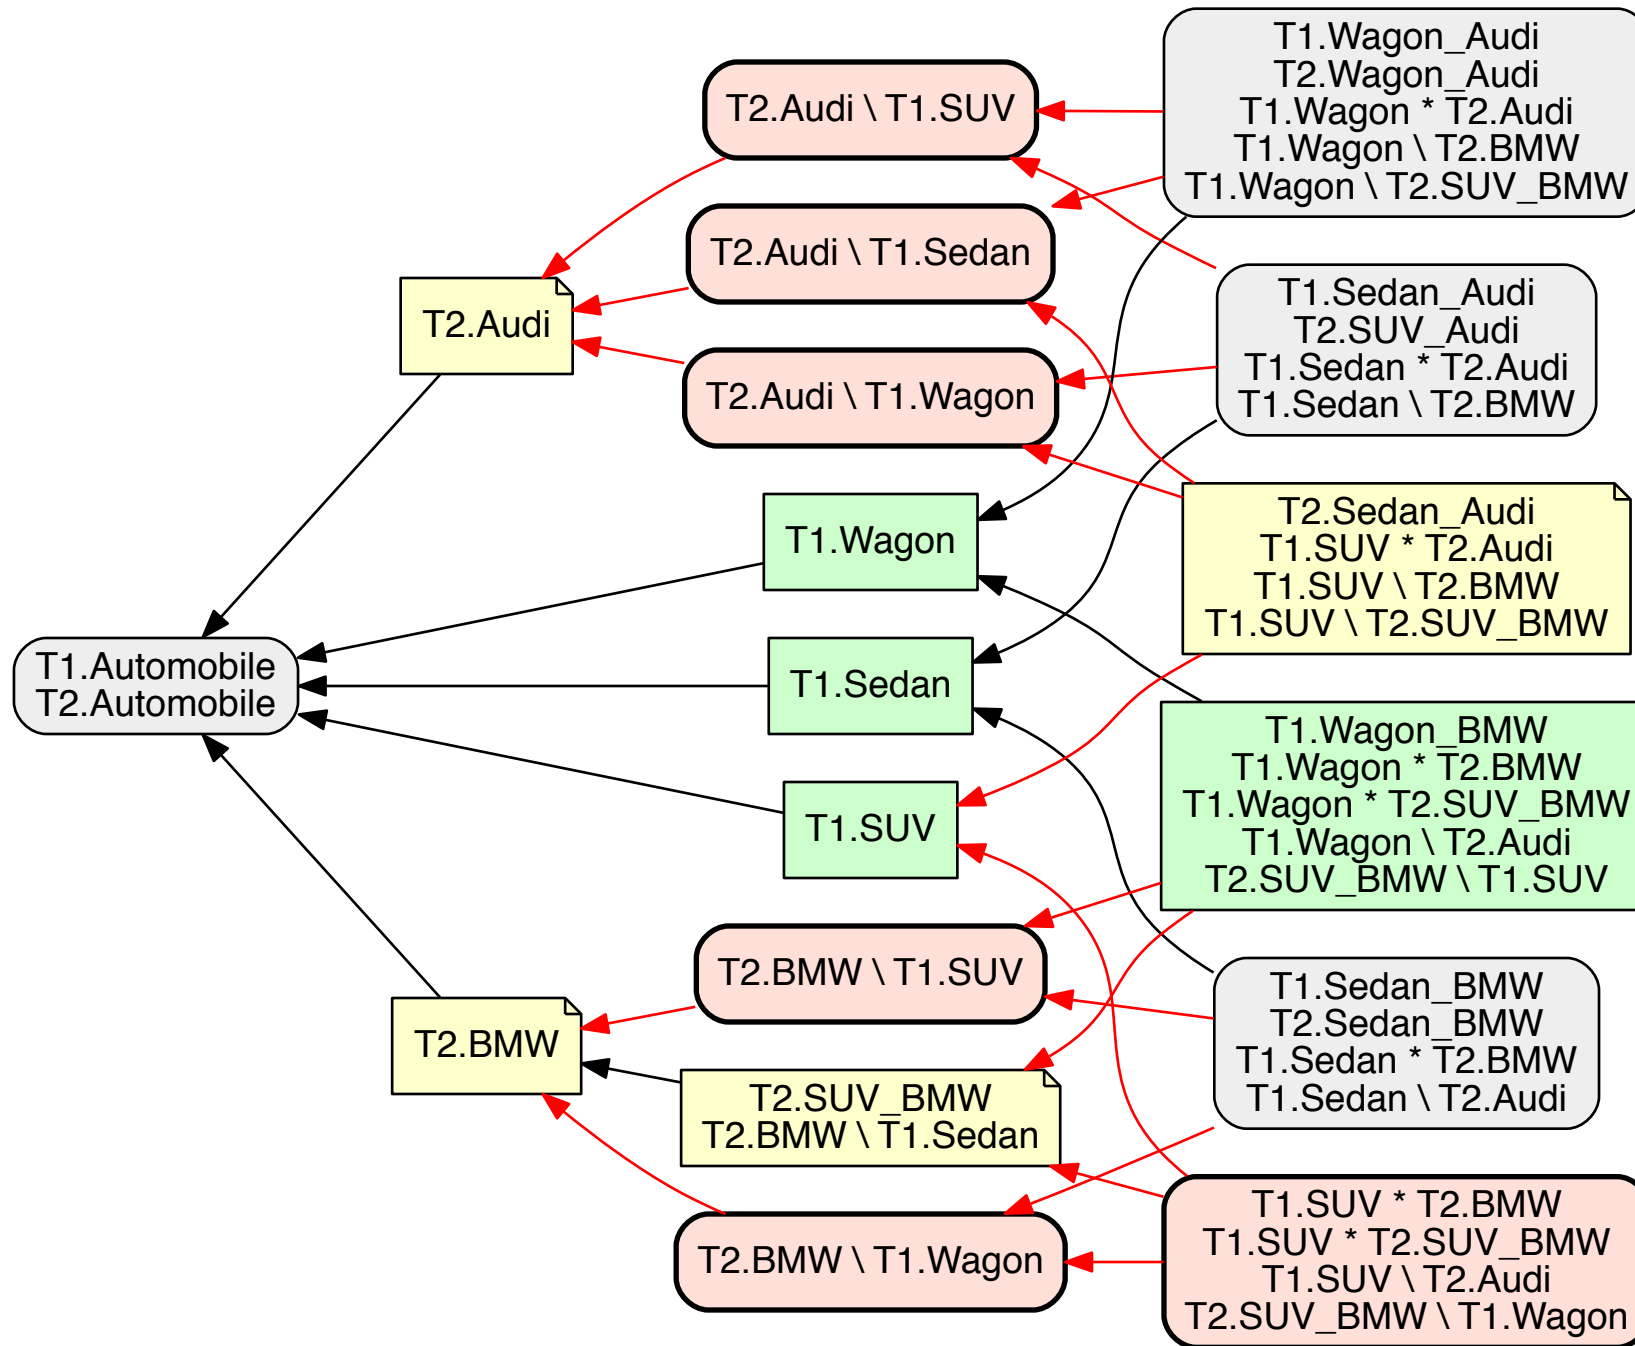 T2.Audi \ T1.SUV
T2.Audi \ T1.Sedan
T2.Audi
T2.Audi \ T1.Wagon
T1.Wagon
T1.Automobile
T2.Automobile
T1.Sedan
T1.SUV
T2.BMW \ T1.SUV
T2.BMW
T2.SUV_BMW
T2.BMW \ T1.Sedan
T2.BMW \ T1.Wagon
T1.Wagon_Audi
T2.Wagon_Audi
T1.Wagon * T2.Audi
T1.Wagon \ T2.BMW
T1.Wagon \ T2.SUV_BMW
T1.Sedan_Audi
T2.SUV_Audi
T1.Sedan * T2.Audi
T1.Sedan \ T2.BMW
T2.Sedan_Audi
T1.SUV * T2.Audi
T1.SUV \ T2.BMW
T1.SUV \ T2.SUV_BMW
T1.Wagon_BMW
T1.Wagon * T2.BMW
T1.Wagon * T2.SUV_BMW
T1.Wagon \ T2.Audi
T2.SUV_BMW \ T1.SUV
T1.Sedan_BMW
T2.Sedan_BMW
T1.Sedan * T2.BMW
T1.Sedan \ T2.Audi
T1.SUV * T2.BMW
T1.SUV * T2.SUV_BMW
T1.SUV \ T2.Audi
T2.SUV_BMW \ T1.Wagon